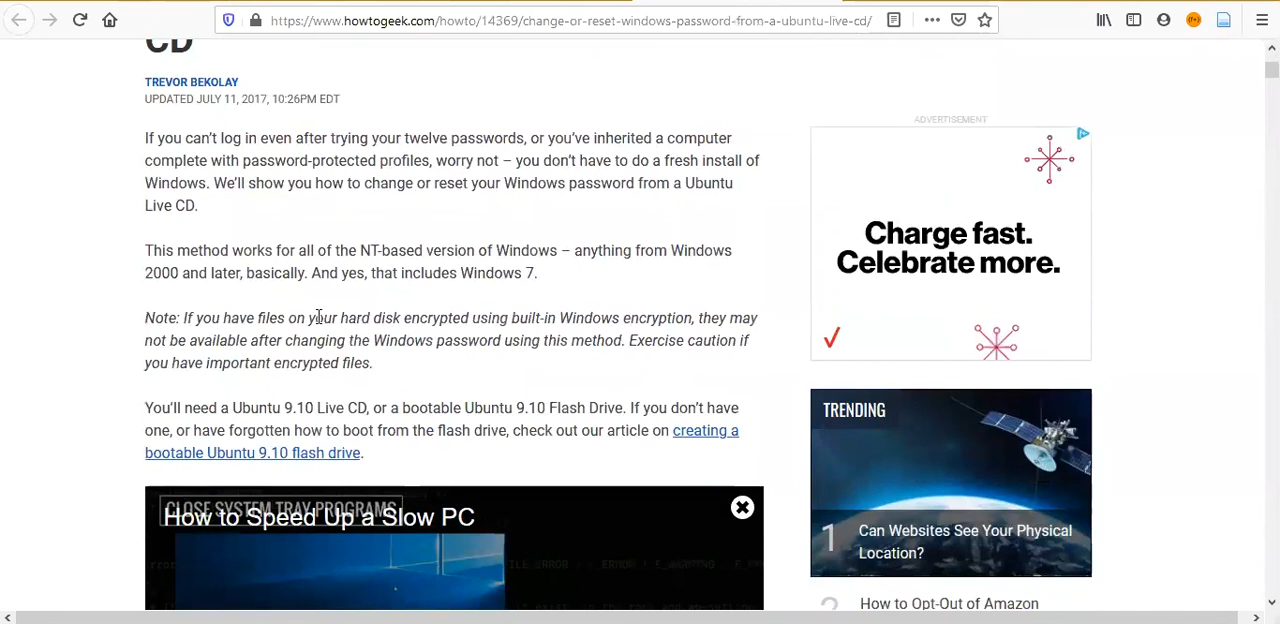 https://www.howtogeek.com/howto/14369/change-or-reset-windows-password-from-a-ubuntu-live-cd/
CD
TREVOR BEKOLAY
UPDATED JULY 11, 2017, 10:26PM EDT
If you can't log in even after trying your twelve passwords, or you've inherited a computer
complete with password-protected profiles, worry not – you don't have to do a fresh install of
Windows. We'll show you how to change or reset your Windows password from a Ubuntu
Live CD.
This method works for all of the NT-based version of Windows – anything from Windows
2000 and later, basically. And yes, that includes Windows 7.
Note: If you have files on your hard disk encrypted using built-in Windows encryption, they may
not be available after changing the Windows password using this method. Exercise caution if
you have important encrypted files.
You'll need a Ubuntu 9.10 Live CD, or a bootable Ubuntu 9.10 Flash Drive. If you don't have
one, or have forgotten how to boot from the flash drive, check out our article on creating a
bootable Ubuntu 9.10 flash drive.
CLOSE SYSTEM TRAY PROGRAMS
How to Speed Up a Slow PC
ADVERTISEMENT
Charge fast.
Celebrate more.
TRENDING
1 Can Websites See Your Physical
Location?
2 How to Opt-Out of Amazon